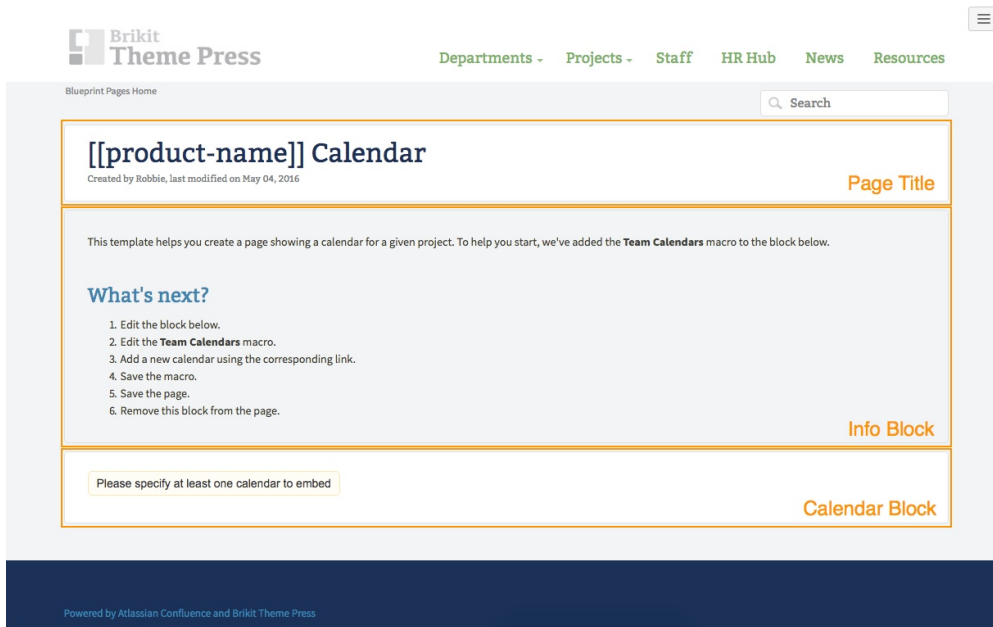 Brikit
Theme Press
Departments Projects Staff HR Hub News Resources
Blueprint Pages Home
Search
[[product-name]] Calendar
Created by Robbie, last modified on May 04, 2016
Page Title
This template helps you create a page showing a calendar for a given project. To help you start, we've added the Team Calendars macro to the block below.
What's next?
1. Edit the block below.
2. Edit the Team Calendars macro.
3. Add a new calendar using the corresponding link.
4. Save the macro.
5. Save the page.
6. Remove this block from the page.
Info Block
Please specify at least one calendar to embed
Calendar Block
Powered by Atlassian Confluence and Brikit Theme Press